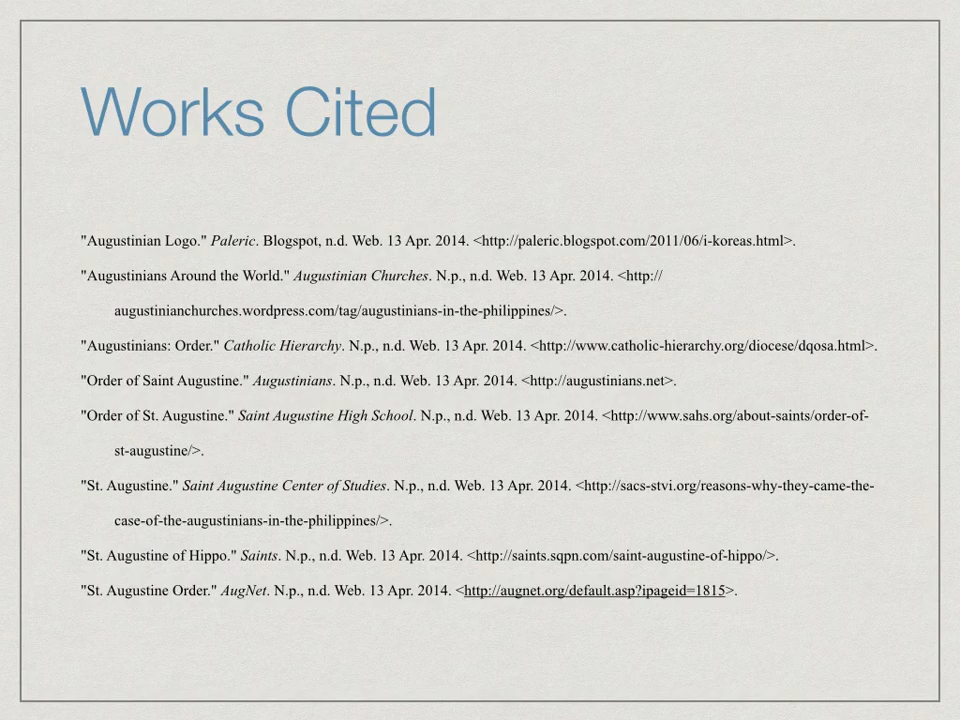 Works Cited
"Augustinian Logo." Paleric. Blogspot, n.d. Web. 13 Apr. 2014. <http://paleric.blogspot.com/2011/06/i-koreas.html>.
"Augustinians Around the World." Augustinian Churches. N.p., n.d. Web. 13 Apr. 2014. <http://
augustinianchurches.wordpress.com/tag/augustinians-in-the-philippines/>.
"Augustinians: Order." Catholic Hierarchy. N.p., n.d. Web. 13 Apr. 2014. <http://www.catholic-hierarchy.org/diocese/dqosa.html>.
"Order of Saint Augustine." Augustinians. N.p., n.d. Web. 13 Apr. 2014. <http://augustinians.net>.
"Order of St. Augustine." Saint Augustine High School. N.p., n.d. Web. 13 Apr. 2014. <http://www.sahs.org/about-saints/order-of-
st-augustine/>.
"St. Augustine." Saint Augustine Center of Studies. N.p., n.d. Web. 13 Apr. 2014. <http://sacs-stvi.org/reasons-why-they-came-the-
case-of-the-augustinians-in-the-philippines/>.
"St. Augustine of Hippo." Saints. N.p., n.d. Web. 13 Apr. 2014. <http://saints.sqpn.com/saint-augustine-of-hippo/>.
"St. Augustine Order." AugNet. N.p., n.d. Web. 13 Apr. 2014. <http://augnet.org/default.asp?ipageid=1815>.